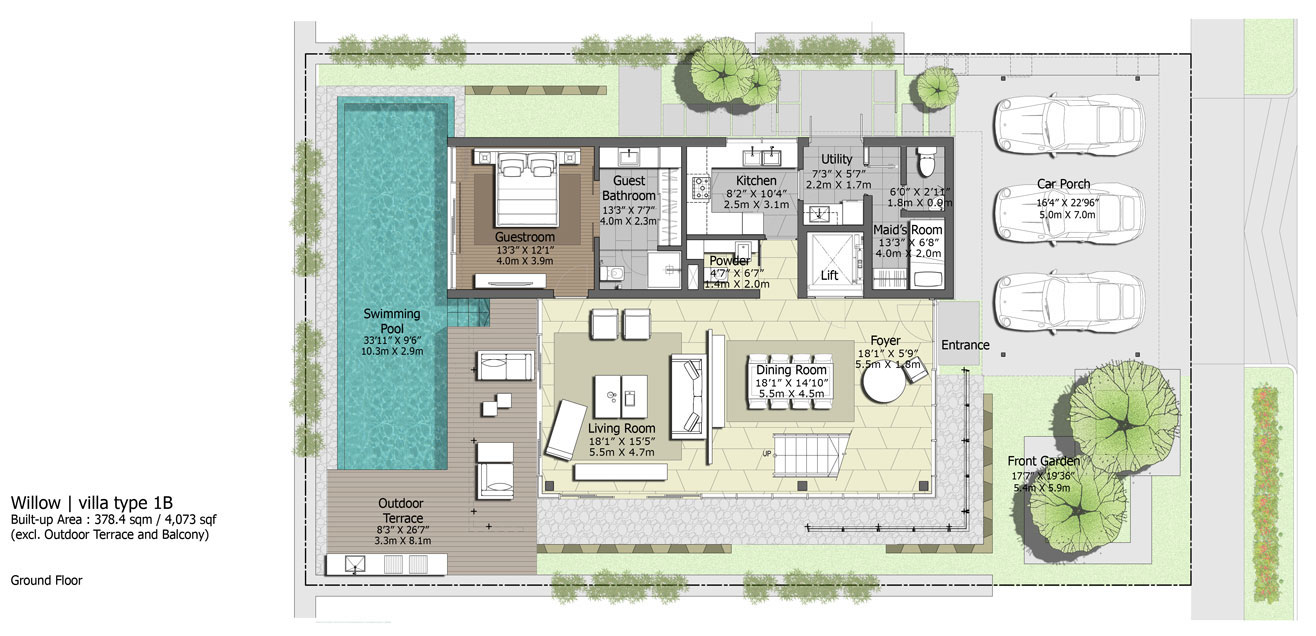 Willow | villa type 1B
Built-up Area : 378.4 sqm / 4,073 sqf
(excl. Outdoor Terrace and Balcony)
Ground Floor
Swimming
Pool
33'11" X 9'6"
10.3m X 2.9m
Guestroom
13'3" X 12'1"
4.0m X 3.9m
Guest
Bathroom
13'3" X 7'7"
4.0m X 2.3m
Kitchen
8'2" X 10'4"
2.5m X 3.1m
Utility
7'3" X 5'7"
2.2m X 1.7m
6'0" X 2'11"
1.8m X 0.9m
Maid's Room
13'3" X 6'8"
4.0m X 2.0m
Powder
4'7" X 6'7"
1.4m X 2.0m
Lift
Car Porch
16'4" X 22'96"
5.0m X 7.0m
Foyer
18'1" X 5'9"
5.5m X 1.8m
Entrance
Dining Room
18'1" X 14'10"
5.5m X 4.5m
Living Room
18'1" X 15'5"
5.5m X 4.7m
UP
Front Garden
17'7" X 19'36"
5.4m X 5.9m
Outdoor
Terrace
8'3" X 26'7"
3.3m X 8.1m